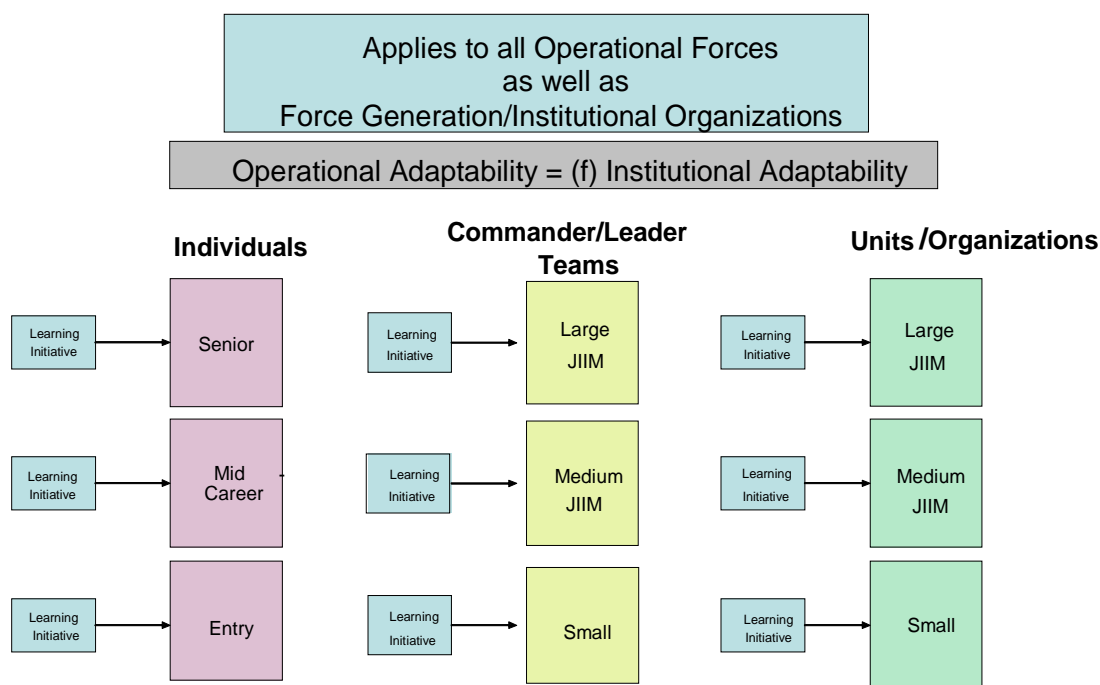 Applies to all Operational Forces
as well as
Force Generation/Institutional Organizations
Operational Adaptability = (f) Institutional Adaptability
Individuals
Commander/Leader
Teams
Units /Organizations
Learning
Initiative
Senior
Learning
Initiative
Large
JIIM
Learning
Initiative
Large
JIIM
Learning
Initiative
Mid
Career
Learning
Initiative
Medium
JIIM
Learning
Initiative
Medium
JIIM
Learning
Initiative
Entry
Learning
Initiative
Small
Learning
Initiative
Small